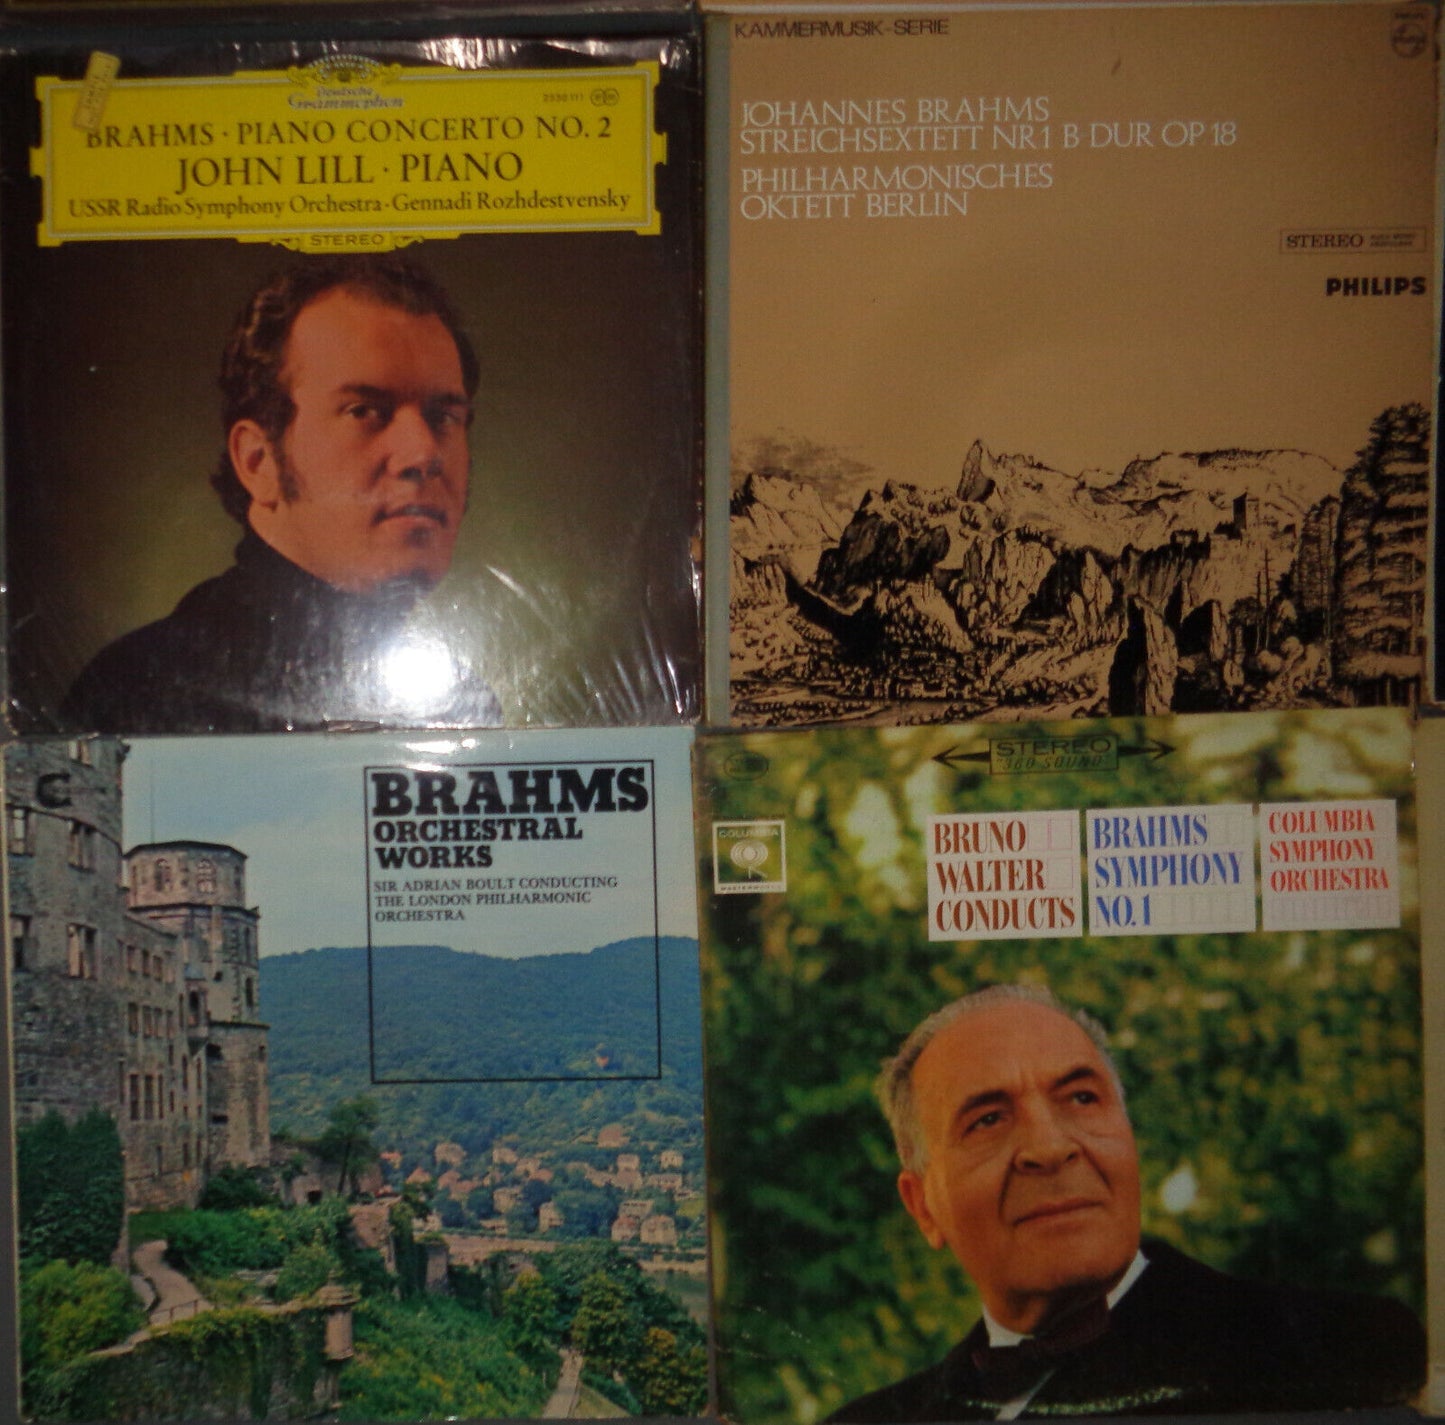 Deutsche
Grammophon
2530 111
BRAHMS · PIANO CONCERTO NO. 2
JOHN LILL · PIANO
USSR Radio Symphony Orchestra · Gennadi Rozhdestvensky
STEREO
KAMMERMUSIK-SERIE
JOHANNES BRAHMS
STREICHSEXTETT NR 1 B-DUR OP 18
PHILHARMONISCHES
OKTETT BERLIN
STEREO
PHILIPS
BRAHMS
ORCHESTRAL
WORKS
SIR ADRIAN BOULT CONDUCTING
THE LONDON PHILHARMONIC
ORCHESTRA
STEREO
"360 SOUND"
COLUMBIA
MASTERWORKS
BRUNO
WALTER
CONDUCTS
BRAHMS
SYMPHONY
NO. 1
COLUMBIA
SYMPHONY
ORCHESTRA